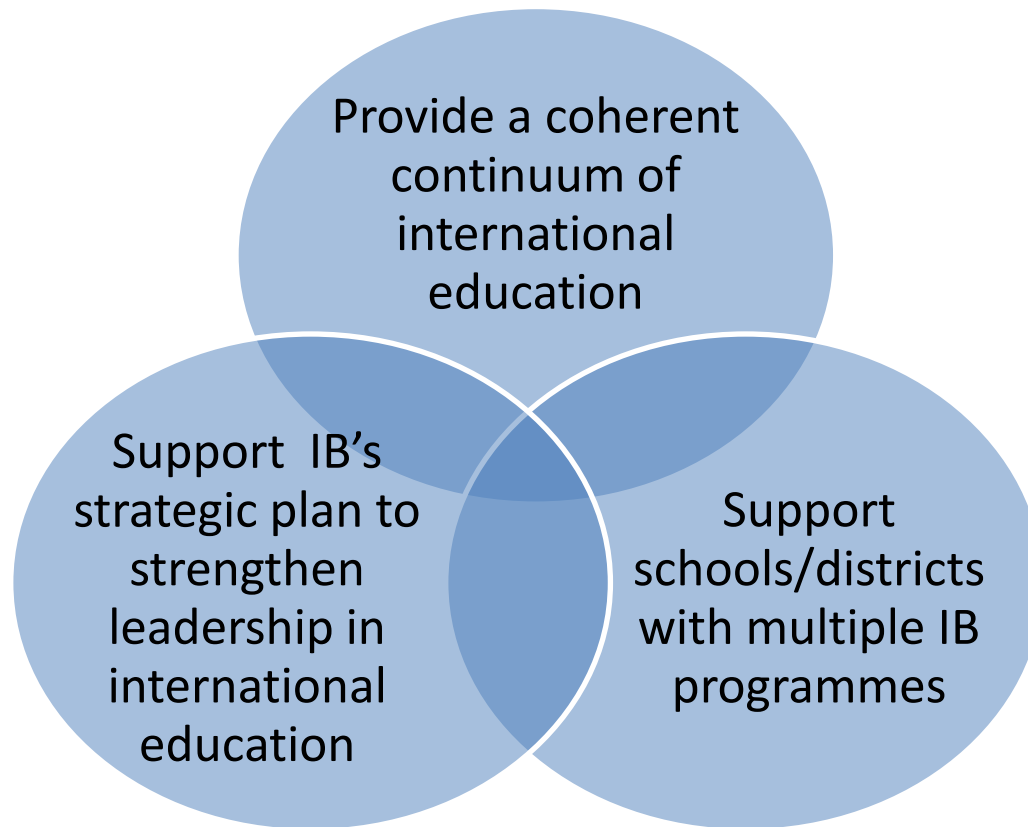 Provide a coherent
continuum of
international
education
Support  IB’s
strategic plan to
strengthen
leadership in
international
education
Support
schools/districts
with multiple IB
programmes